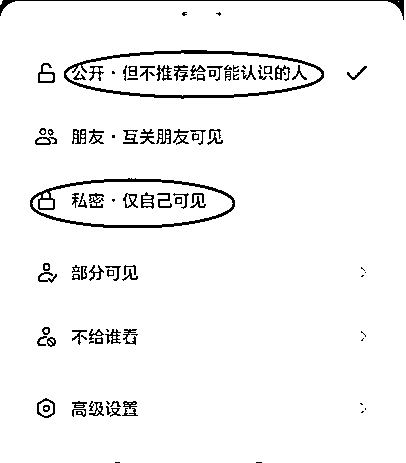 公开·但不推荐给可能认识的人
朋友·互关朋友可见
私密·仅自己可见
部分可见
不给谁看
高级设置